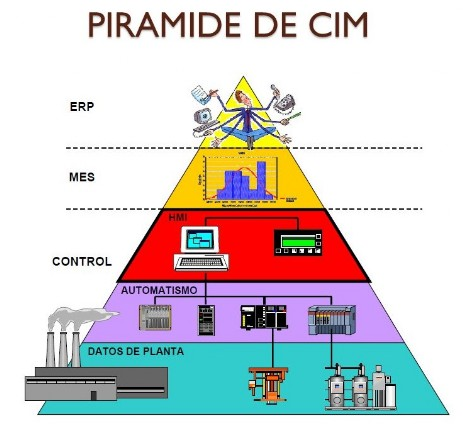 PIRAMIDE DE CIM
ERP
MES
HMI
CONTROL
AUTOMATISMO
DATOS DE PLANTA